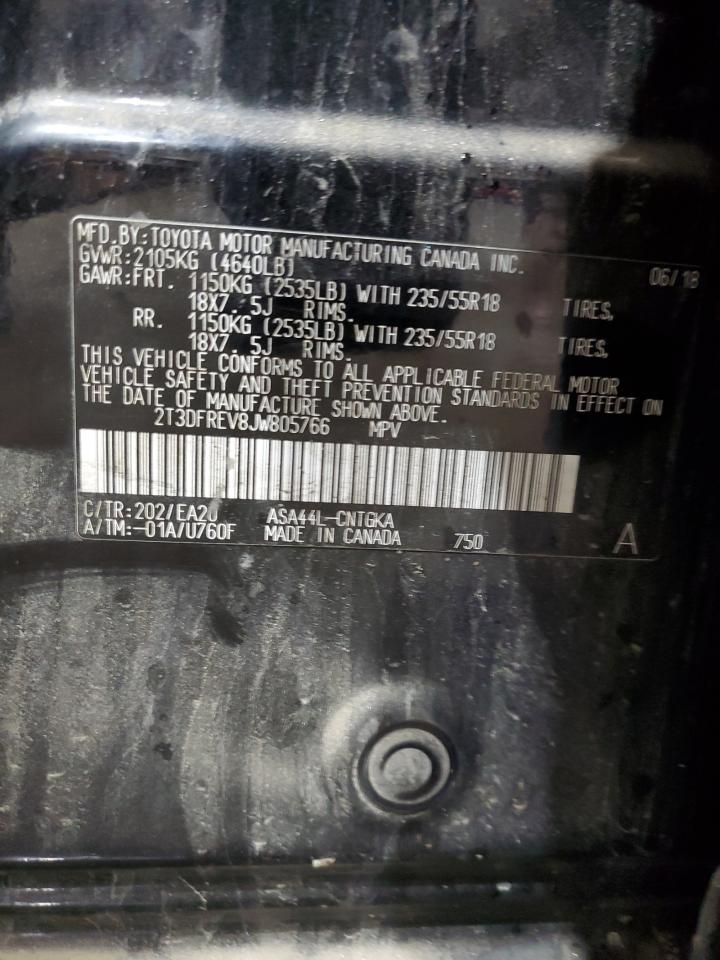 MFD. BY: TOYOTA MOTOR MANUFACTURING CANADA INC.
GVWR: 2105KG (4640LB) 06/18
GAWR: FRT. 1150KG (2535LB) WITH 235/55R18 TIRES,
18X7. 5J RIMS.
RR. 1150KG (2535LB) WITH 235/55R18 TIRES,
18X7. 5J RIMS.
THIS VEHICLE CONFORMS TO ALL APPLICABLE FEDERAL MOTOR
VEHICLE SAFETY AND THEFT PREVENTION STANDARDS IN EFFECT ON
THE DATE OF MANUFACTURE SHOWN ABOVE.
2T3DFREV8JW805766 MPV
C/TR: 202/EA20 ASA44L-CNTGKA
A/TM: -01A/U760F MADE IN CANADA 750 A